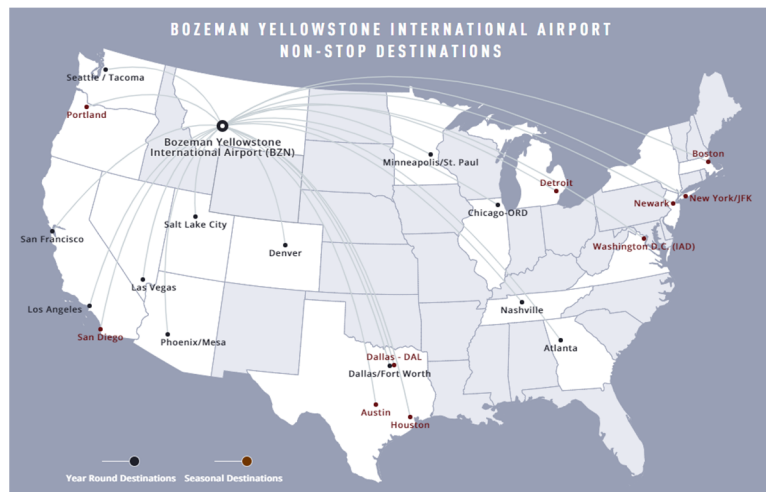 BOZEMAN YELLOWSTONE INTERNATIONAL AIRPORT
NON-STOP DESTINATIONS
Seattle / Tacoma
Portland
Bozeman Yellowstone
International Airport (BZN)
Minneapolis/St. Paul
Boston
Detroit
New York/JFK
Newark
Chicago-ORD
Salt Lake City
San Francisco
Washington D.C. (IAD)
Denver
Las Vegas
Los Angeles
Nashville
San Diego
Phoenix/Mesa
Atlanta
Dallas - DAL
Dallas/Fort Worth
Austin
Houston
Year Round Destinations
Seasonal Destinations